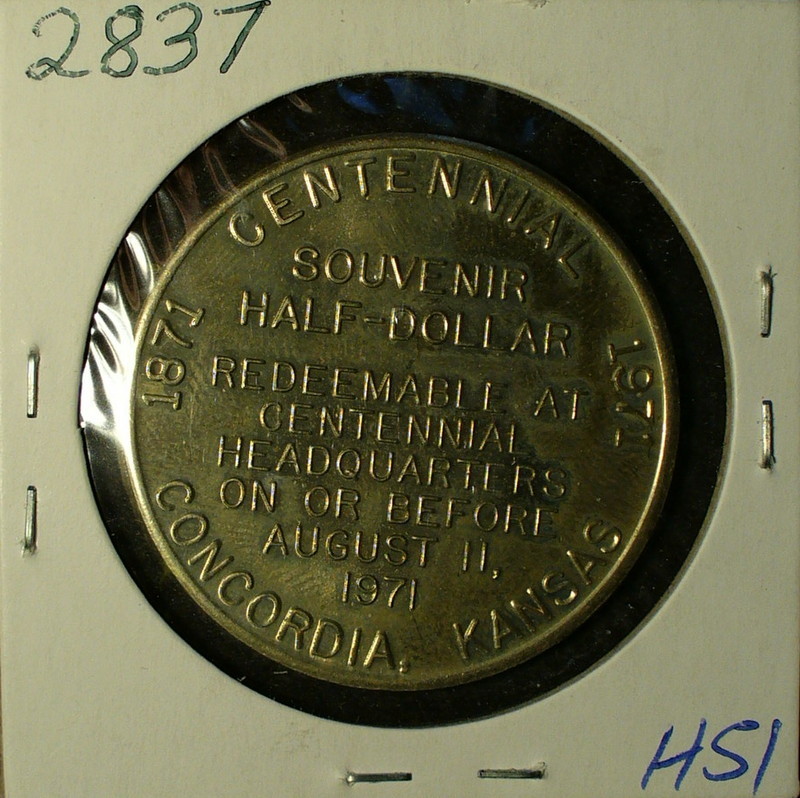 2837
CENTENNIAL
1871
SOUVENIR
HALF-DOLLAR
REDEEMABLE AT
CENTENNIAL
HEADQUARTERS
ON OR BEFORE
AUGUST 11,
1971
1971
CONCORDIA, KANSAS
HS1